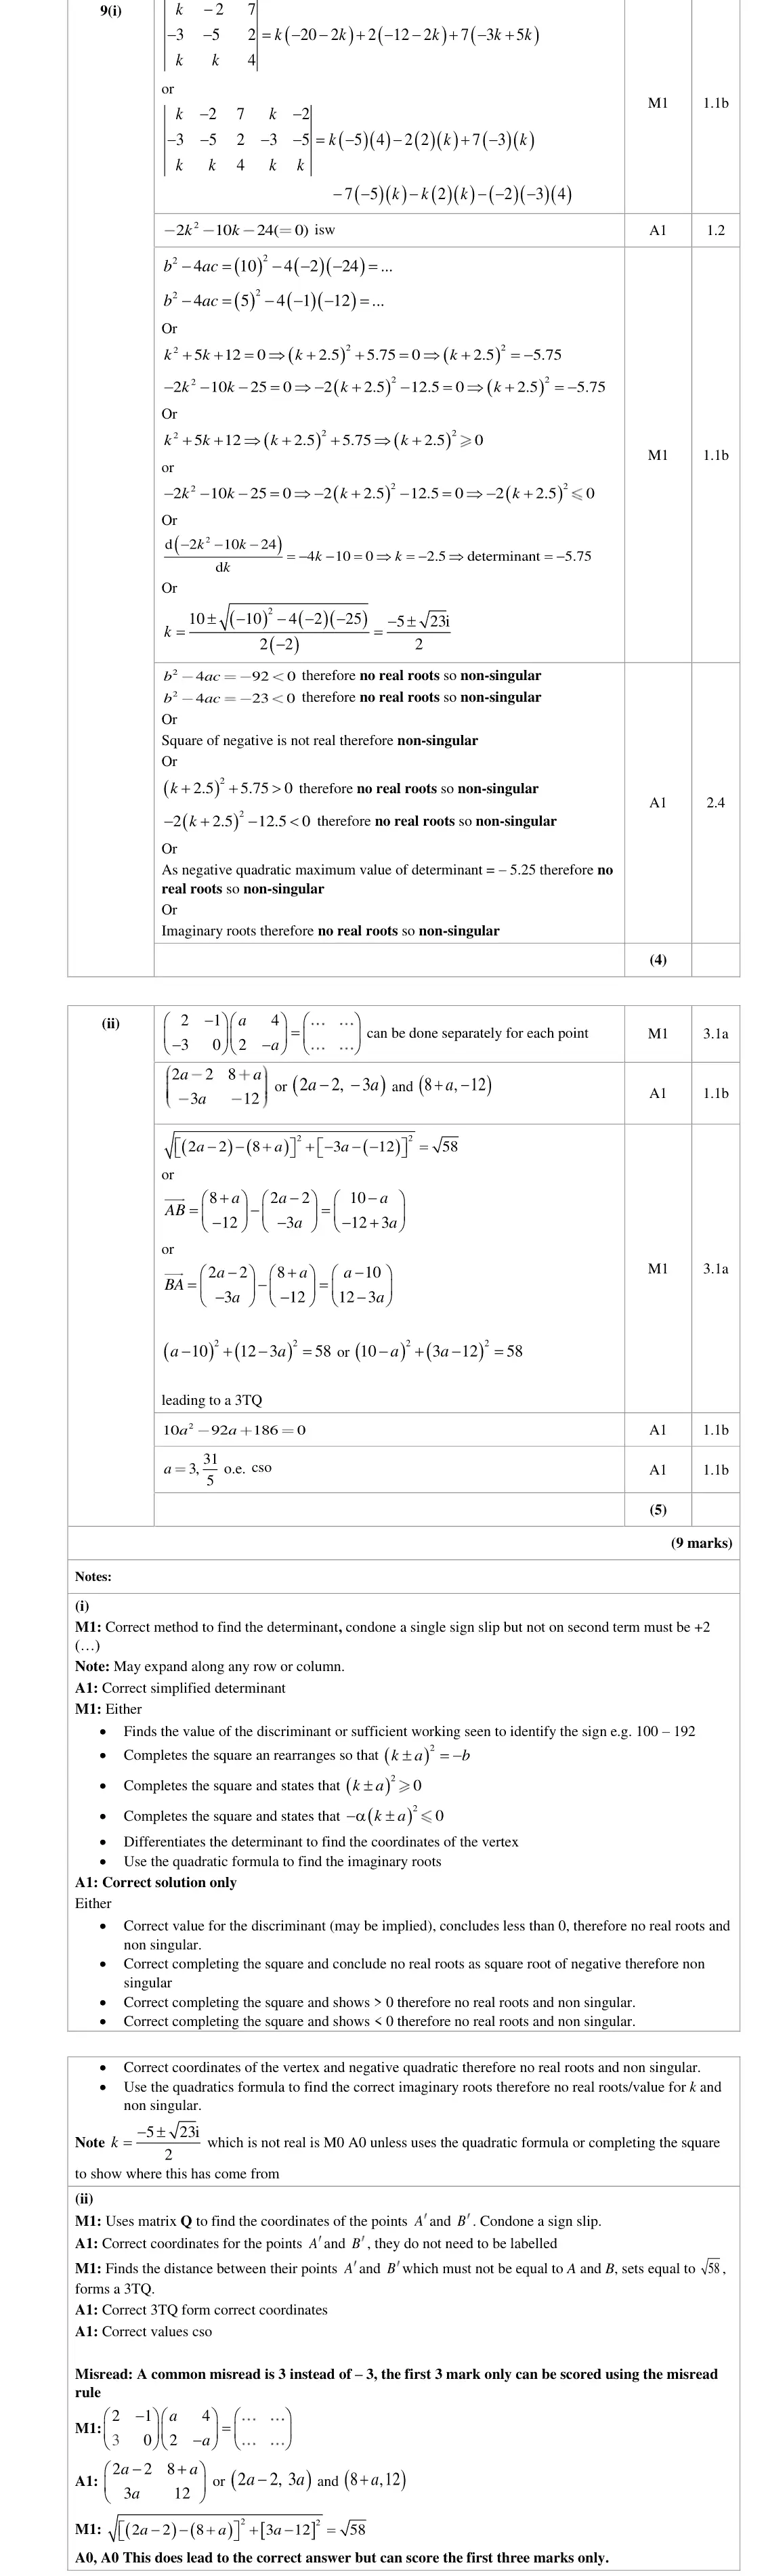 9(i)
| k −2 7 |
| −3 −5 2 | = k(−20−2k)+2(−12−2k)+7(−3k+5k)
| k k 4 |
or
| k −2 7 k −2 |
| −3 −5 2 −3 −5 | = k(−5)(4)−2(2)(k)+7(−3)(k)
| k k 4 k k |
−7(−5)(k)−k(2)(k)−(−2)(−3)(4)
M1 1.1b
−2k²−10k−24(=0) isw A1 1.2
b²−4ac=(10)²−4(−2)(−24)=...
b²−4ac=(5)²−4(−1)(−12)=...
Or
k²+5k+12=0⇒(k+2.5)²+5.75=0⇒(k+2.5)²=−5.75
−2k²−10k−25=0⇒−2(k+2.5)²−12.5=0⇒(k+2.5)²=−5.75
Or
k²+5k+12⇒(k+2.5)²+5.75⇒(k+2.5)²⩾0
or
−2k²−10k−25=0⇒−2(k+2.5)²−12.5=0⇒−2(k+2.5)²⩽0
Or
d(−2k²−10k−24)/dk=−4k−10=0⇒k=−2.5⇒determinant=−5.75
Or
k=(10±√((−10)²−4(−2)(−25)))/(2(−2))=(−5±√23i)/2
M1 1.1b
b²−4ac=−92<0 therefore no real roots so non-singular
b²−4ac=−23<0 therefore no real roots so non-singular
Or
Square of negative is not real therefore non-singular
Or
(k+2.5)²+5.75>0 therefore no real roots so non-singular
−2(k+2.5)²−12.5<0 therefore no real roots so non-singular
Or
As negative quadratic maximum value of determinant = – 5.25 therefore no
real roots so non-singular
Or
Imaginary roots therefore no real roots so non-singular
A1 2.4
(4)
(ii)
(2 −1; −3 0)(a 4; 2 −a)=(… …; … …) can be done separately for each point M1 3.1a
(2a−2 8+a; −3a −12) or (2a−2, −3a) and (8+a,−12) A1 1.1b
√([(2a−2)−(8+a)]²+[−3a−(−12)]²)=√58
or
AB=(8+a; −12)−(2a−2; −3a)=(10−a; −12+3a)
or
BA=(2a−2; −3a)−(8+a; −12)=(a−10; 12−3a)
(a−10)²+(12−3a)²=58 or (10−a)²+(3a−12)²=58
leading to a 3TQ
M1 3.1a
10a²−92a+186=0 A1 1.1b
a=3, 31/5 o.e. cso A1 1.1b
(5)
(9 marks)
Notes:
(i)
M1: Correct method to find the determinant, condone a single sign slip but not on second term must be +2
(…)
Note: May expand along any row or column.
A1: Correct simplified determinant
M1: Either
• Finds the value of the discriminant or sufficient working seen to identify the sign e.g. 100 – 192
• Completes the square an rearranges so that (k±a)²=−b
• Completes the square and states that (k±a)²⩾0
• Completes the square and states that −α(k±a)²⩽0
• Differentiates the determinant to find the coordinates of the vertex
• Use the quadratic formula to find the imaginary roots
A1: Correct solution only
Either
• Correct value for the discriminant (may be implied), concludes less than 0, therefore no real roots and
non singular.
• Correct completing the square and conclude no real roots as square root of negative therefore non
singular
• Correct completing the square and shows > 0 therefore no real roots and non singular.
• Correct completing the square and shows < 0 therefore no real roots and non singular.
• Correct coordinates of the vertex and negative quadratic therefore no real roots and non singular.
• Use the quadratics formula to find the correct imaginary roots therefore no real roots/value for k and
non singular.
Note k=(−5±√23i)/2 which is not real is M0 A0 unless uses the quadratic formula or completing the square
to show where this has come from
(ii)
M1: Uses matrix Q to find the coordinates of the points A′ and B′. Condone a sign slip.
A1: Correct coordinates for the points A′ and B′, they do not need to be labelled
M1: Finds the distance between their points A′ and B′ which must not be equal to A and B, sets equal to √58,
forms a 3TQ.
A1: Correct 3TQ form correct coordinates
A1: Correct values cso
Misread: A common misread is 3 instead of – 3, the first 3 mark only can be scored using the misread
rule
M1: (2 −1; 3 0)(a 4; 2 −a)=(… …; … …)
A1: (2a−2 8+a; 3a 12) or (2a−2, 3a) and (8+a,12)
M1: √([(2a−2)−(8+a)]²+[3a−12]²)=√58
A0, A0 This does lead to the correct answer but can score the first three marks only.